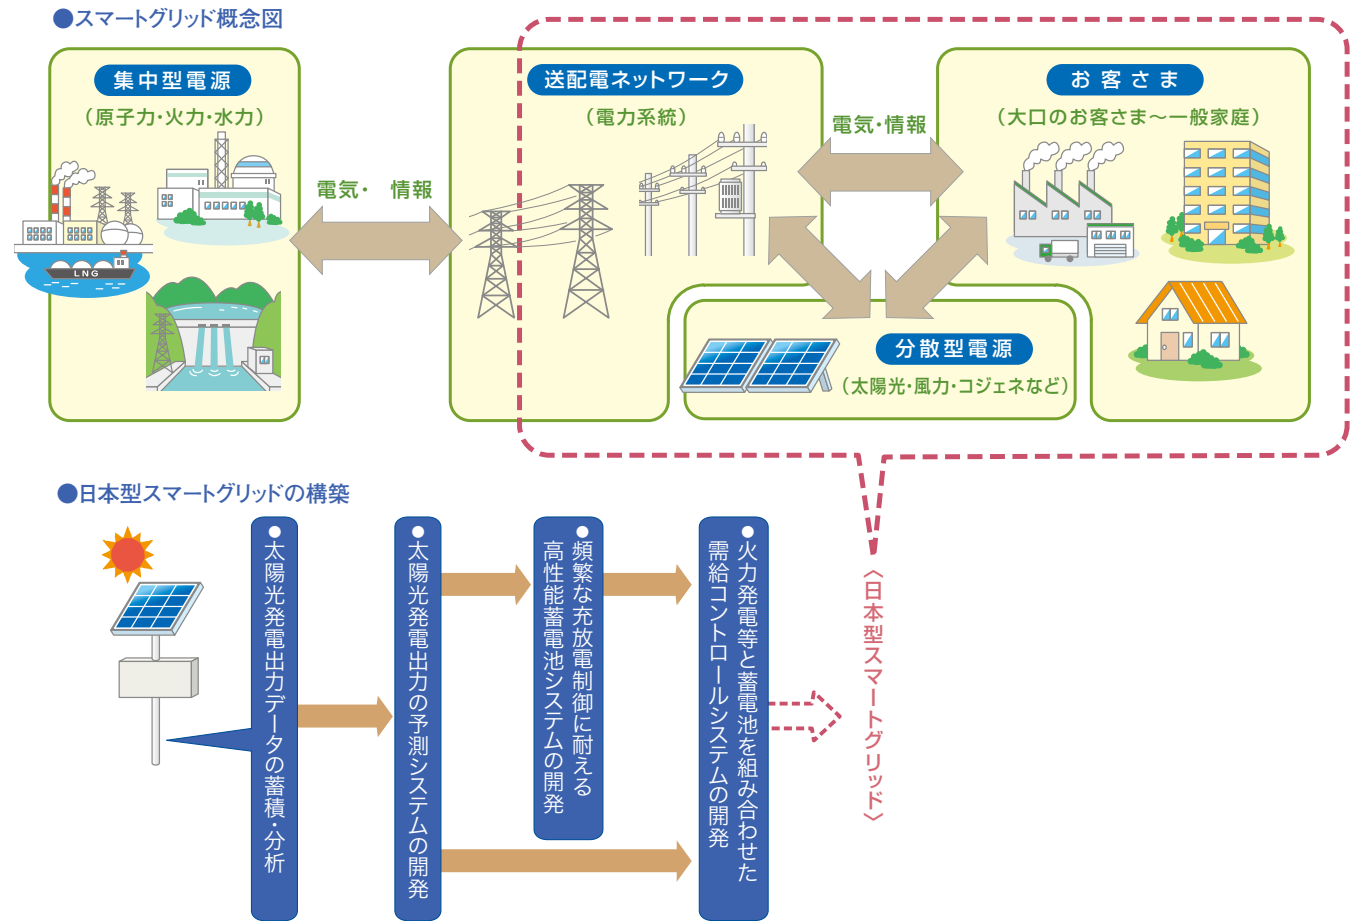 ●スマートグリッド概念図
集中型電源
（原子力・火力・水力）
LNG
電気・　情報
送配電ネットワーク
（電力系統）
電気・情報
お客さま
（大口のお客さま～一般家庭）
分散型電源
（太陽光・風力・コジェネなど）
●日本型スマートグリッドの構築
太陽光発電出力データの蓄積・分析
太陽光発電出力の予測システムの開発
頻繁な充放電制御に耐える
高性能蓄電池システムの開発
火力発電等と蓄電池を組み合わせた
需給コントロールシステムの開発
〈日本型スマートグリッド〉